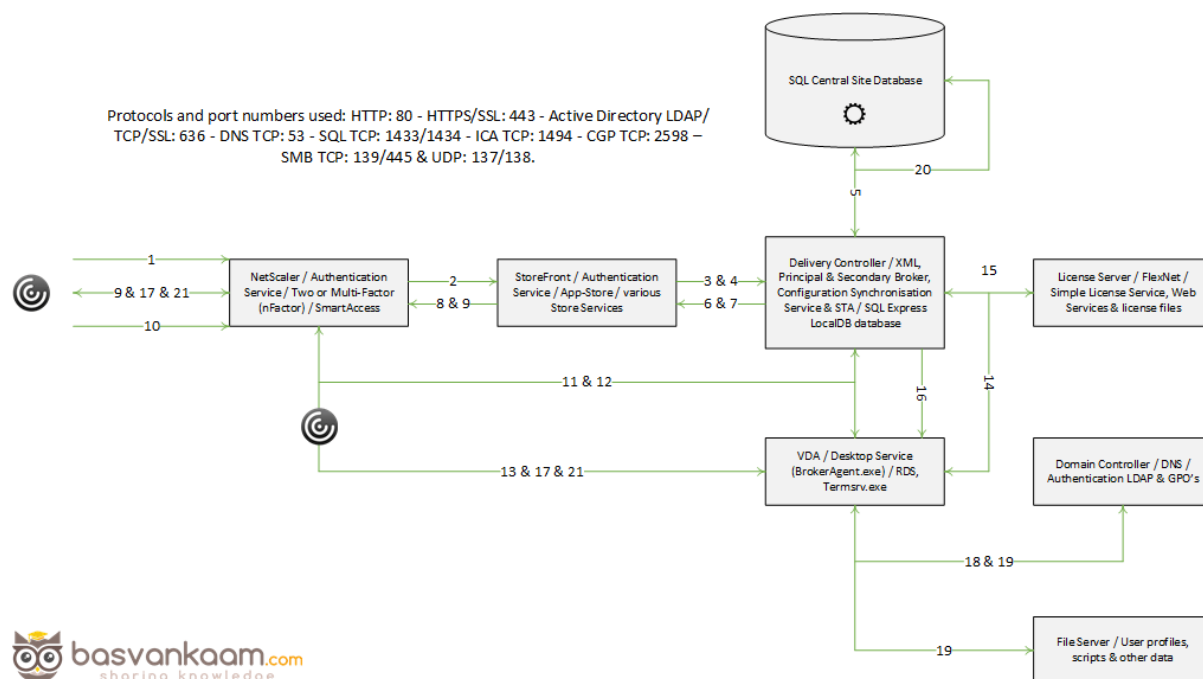 SQL Central Site Database
Protocols and port numbers used: HTTP: 80 - HTTPS/SSL: 443 - Active Directory LDAP/
TCP/SSL: 636 - DNS TCP: 53 - SQL TCP: 1433/1434 - ICA TCP: 1494 - CGP TCP: 2598 –
SMB TCP: 139/445 & UDP: 137/138.
20
5
1
9 & 17 & 21
10
NetScaler / Authentication
Service / Two or Multi-Factor
(nFactor) / SmartAccess
2
8 & 9
StoreFront / Authentication
Service / App-Store / various
Store Services
3 & 4
6 & 7
Delivery Controller / XML,
Principal & Secondary Broker,
Configuration Synchronisation
Service & STA / SQL Express
LocalDB database
15
License Server / FlexNet /
Simple License Service, Web
Services & license files
11 & 12
16
14
13 & 17 & 21
VDA / Desktop Service
(BrokerAgent.exe) / RDS,
Termsrv.exe
Domain Controller / DNS /
Authentication LDAP & GPO's
18 & 19
19
File Server / User profiles,
scripts & other data
basvankaam.com
sharing knowledge